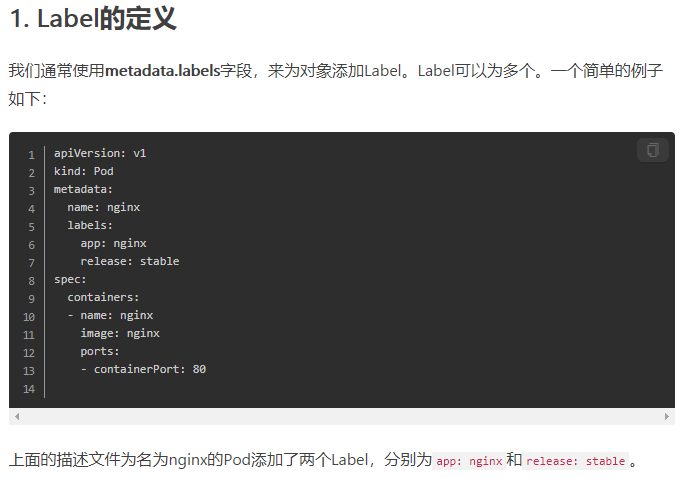 1. Label的定义
我们通常使用metadata.labels字段，来为对象添加Label。Label可以为多个。一个简单的例子
如下：
1 apiVersion: v1
2 kind: Pod
3 metadata:
4   name: nginx
5   labels:
6     app: nginx
7     release: stable
8 spec:
9   containers:
10   - name: nginx
11     image: nginx
12     ports:
13     - containerPort: 80
14
上面的描述文件为名为nginx的Pod添加了两个Label，分别为 app: nginx 和 release: stable 。